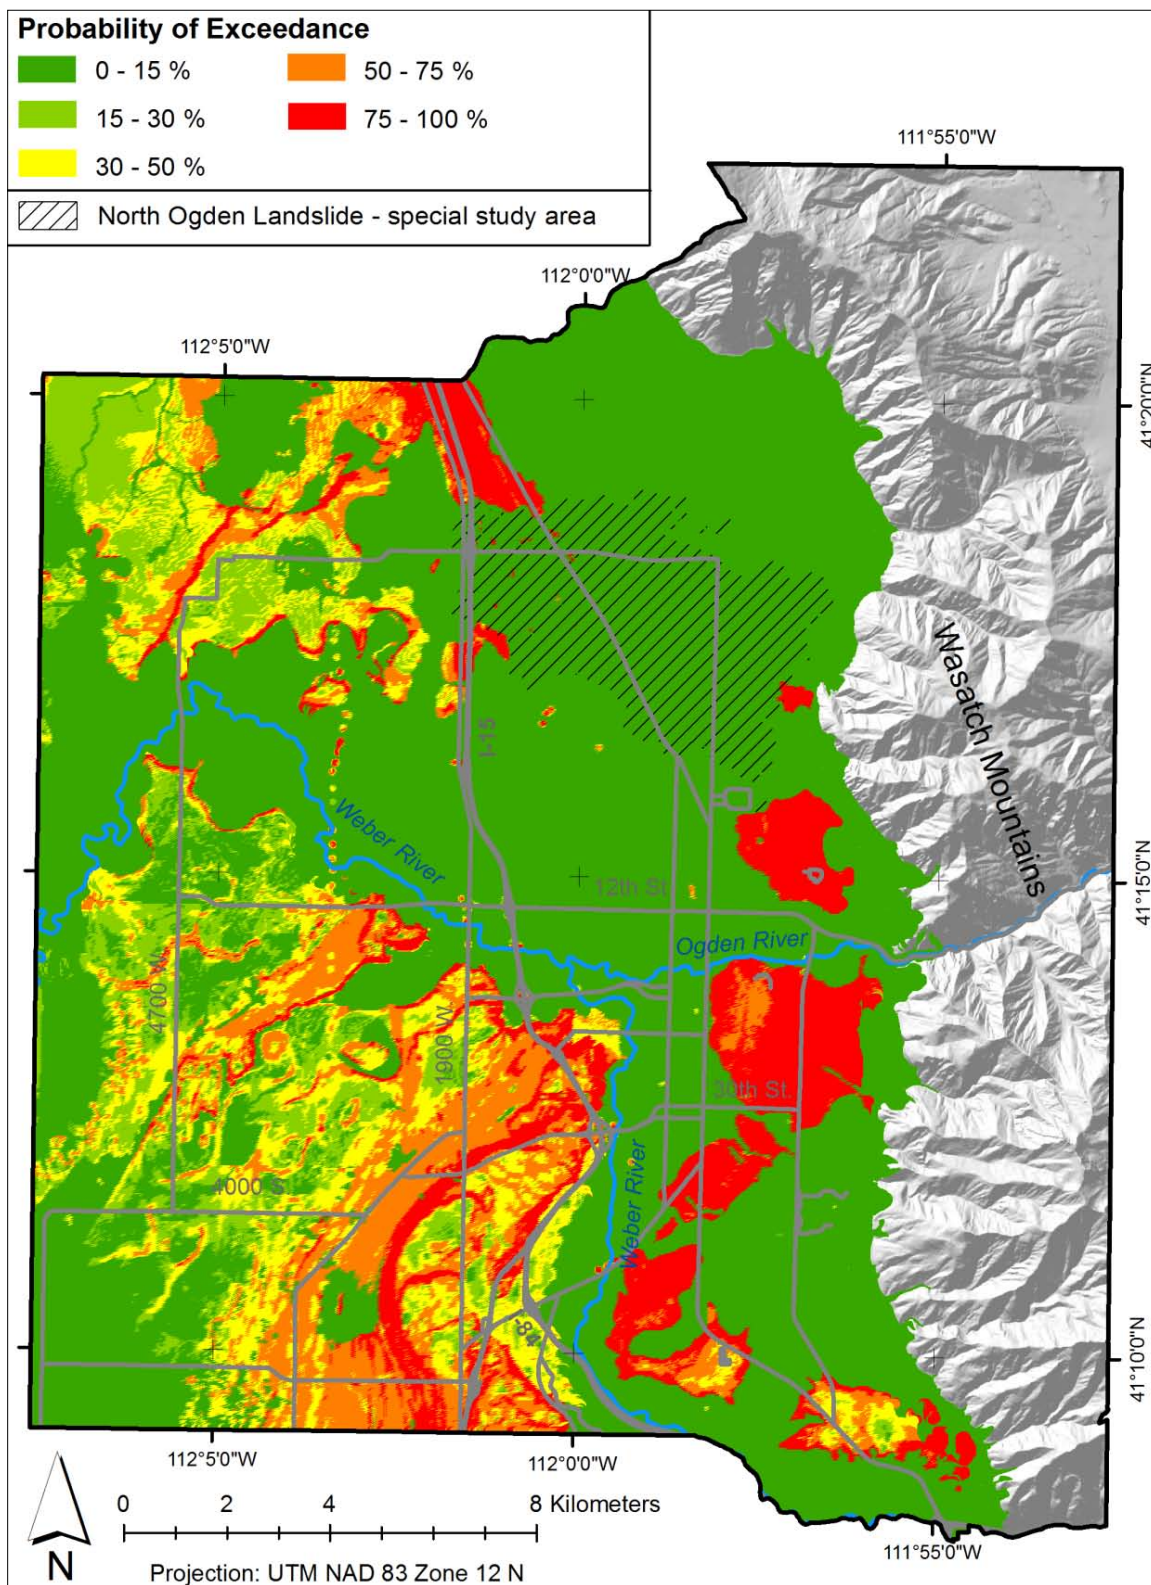 Probability of Exceedance
0 - 15 %
50 - 75 %
15 - 30 %
75 - 100 %
30 - 50 %
North Ogden Landslide - special study area
111°55'0"W
112°0'0"W
112°5'0"W
41°20'0"N
Wasatch Mountains
I-15
Weber River
12th St.
41°15'0"N
Ogden River
4700 W.
1900 W.
30th St.
4000 S.
Weber River
I-84
41°10'0"N
112°5'0"W
112°0'0"W
111°55'0"W
0 2 4 8 Kilometers
N
Projection: UTM NAD 83 Zone 12 N